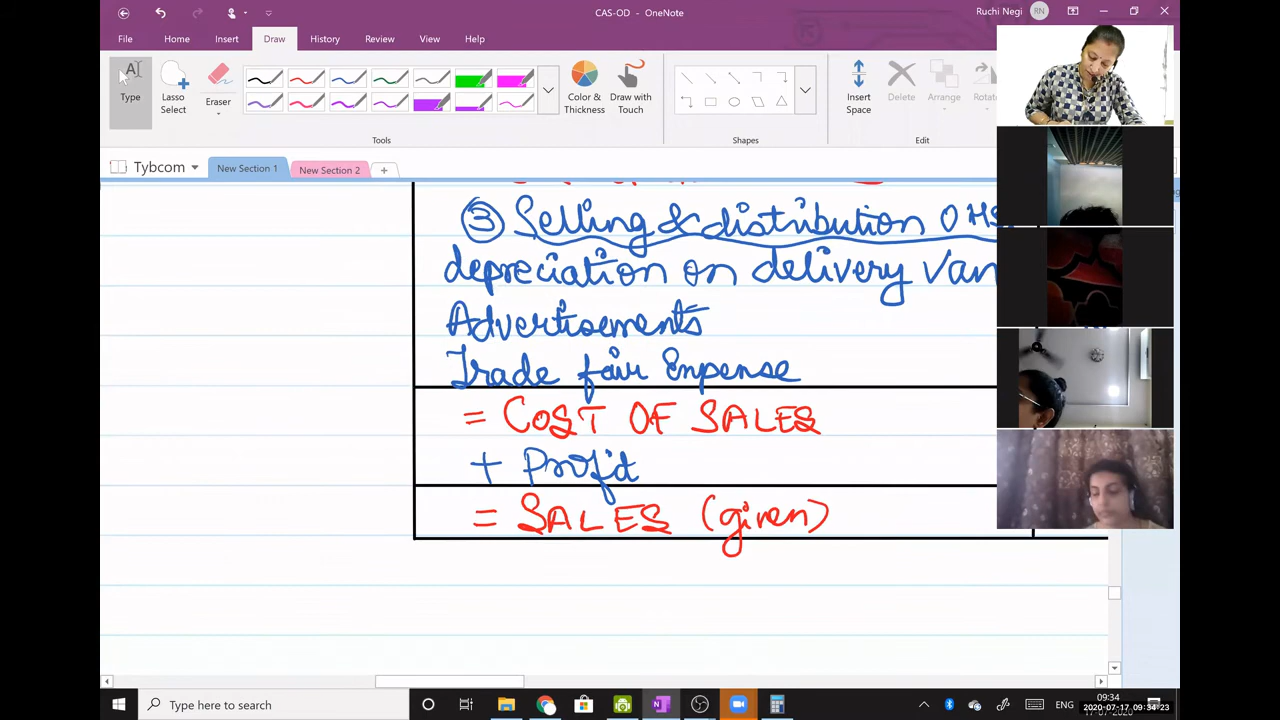 CAS-OD - OneNote
Ruchi Negi RN
File Home Insert Draw History Review View Help
Type
Lasso Select
Eraser
Color & Thickness
Draw with Touch
Insert Space
Delete
Arrange
Rotat
Tools
Shapes
Edit
Tybcom
New Section 1
New Section 2
③ Selling & distribution OHS
depreciation on delivery Van
Advertisements
Trade fair Expense
= COST OF SALES
+ Profit
= SALES (given)
Type here to search
ENG
09:34
2020-07-17 09:34:23